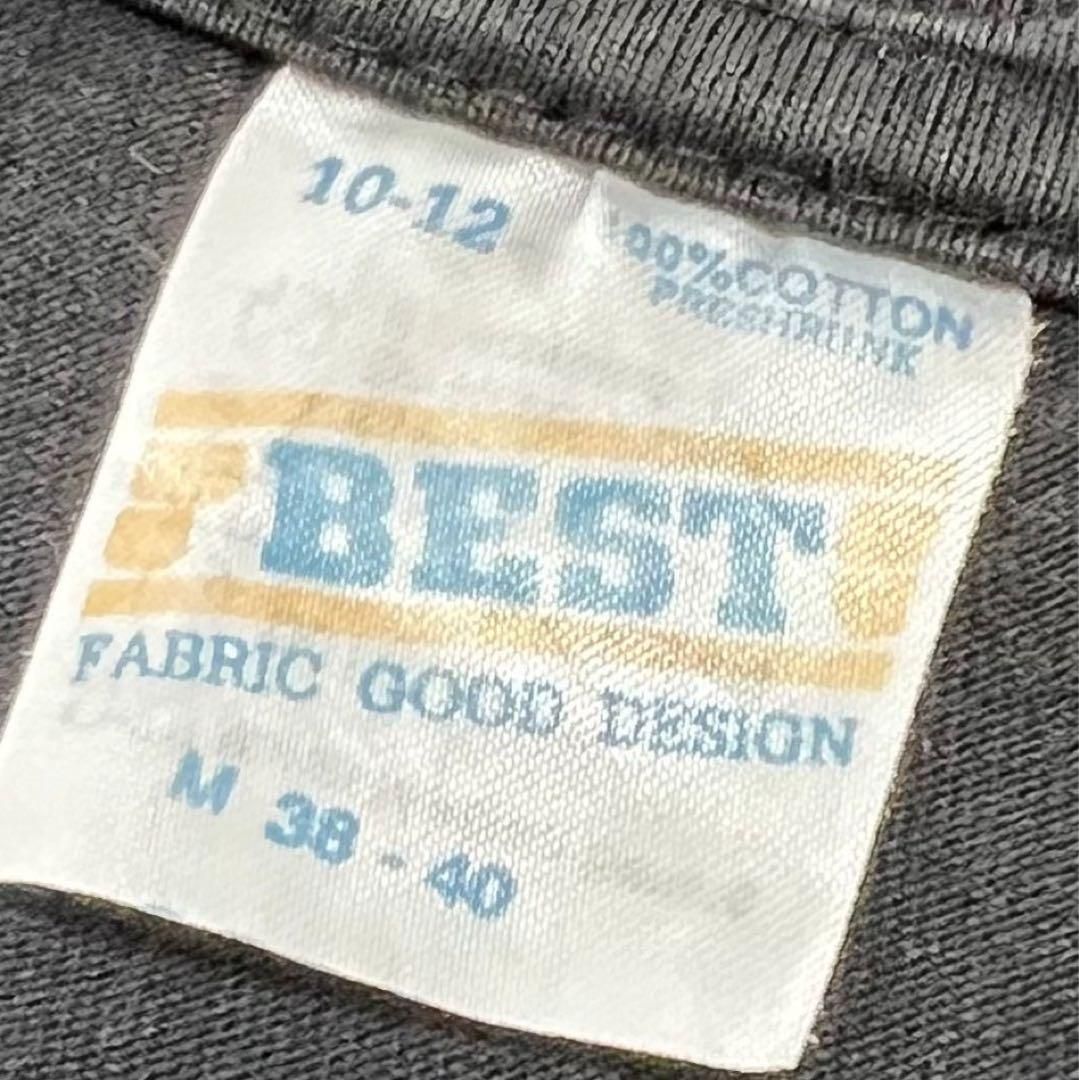 10-12
100%COTTON
PRESHRUNK
BEST
FABRIC GOOD DESIGN
M 38 - 40